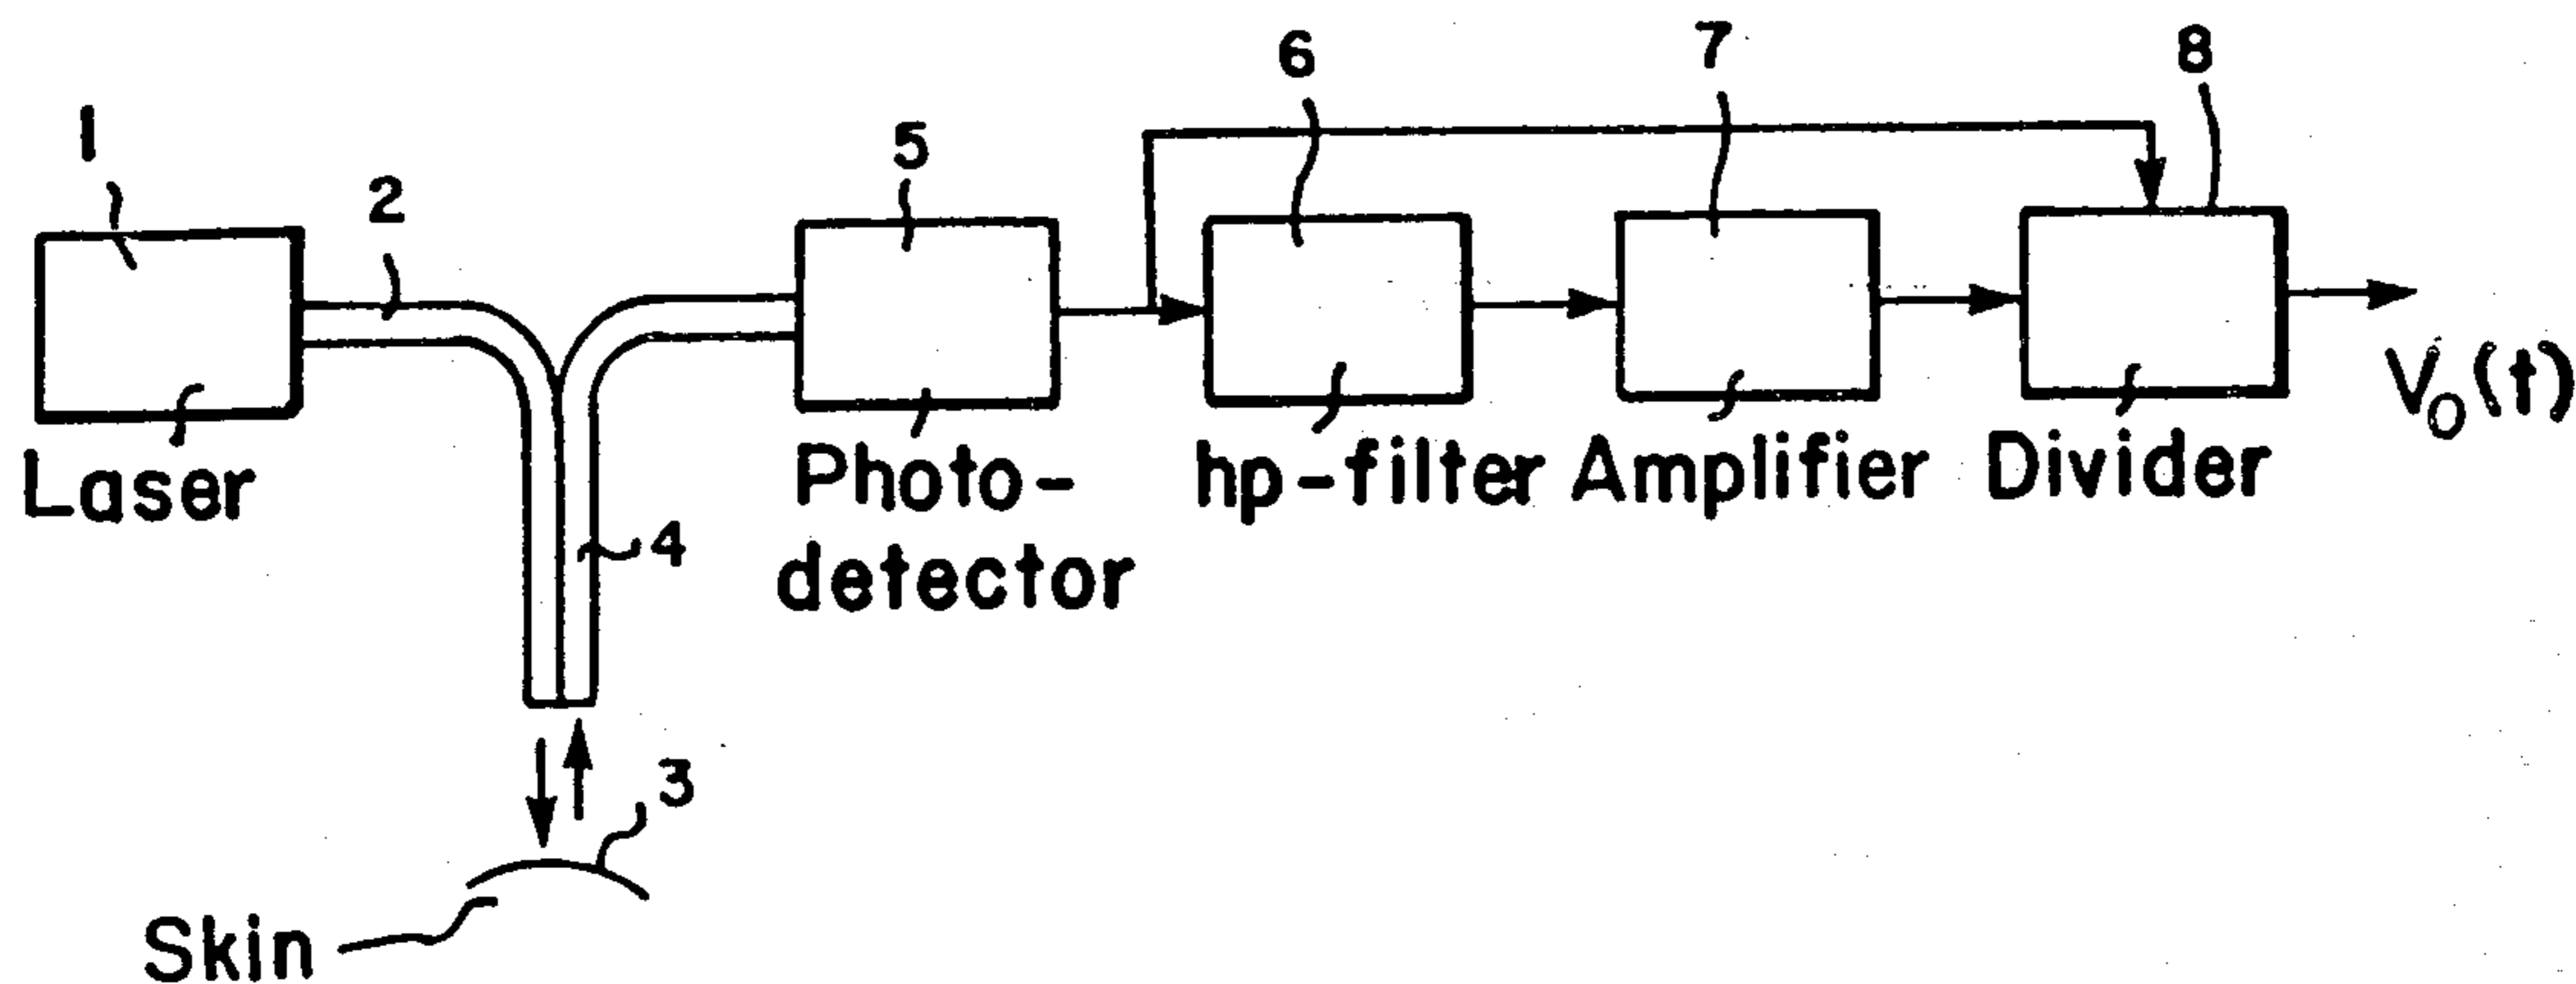 1
2
3
4
5
6
7
8
Laser
Photo-
detector
hp-filter
Amplifier
Divider
V₀(t)
Skin